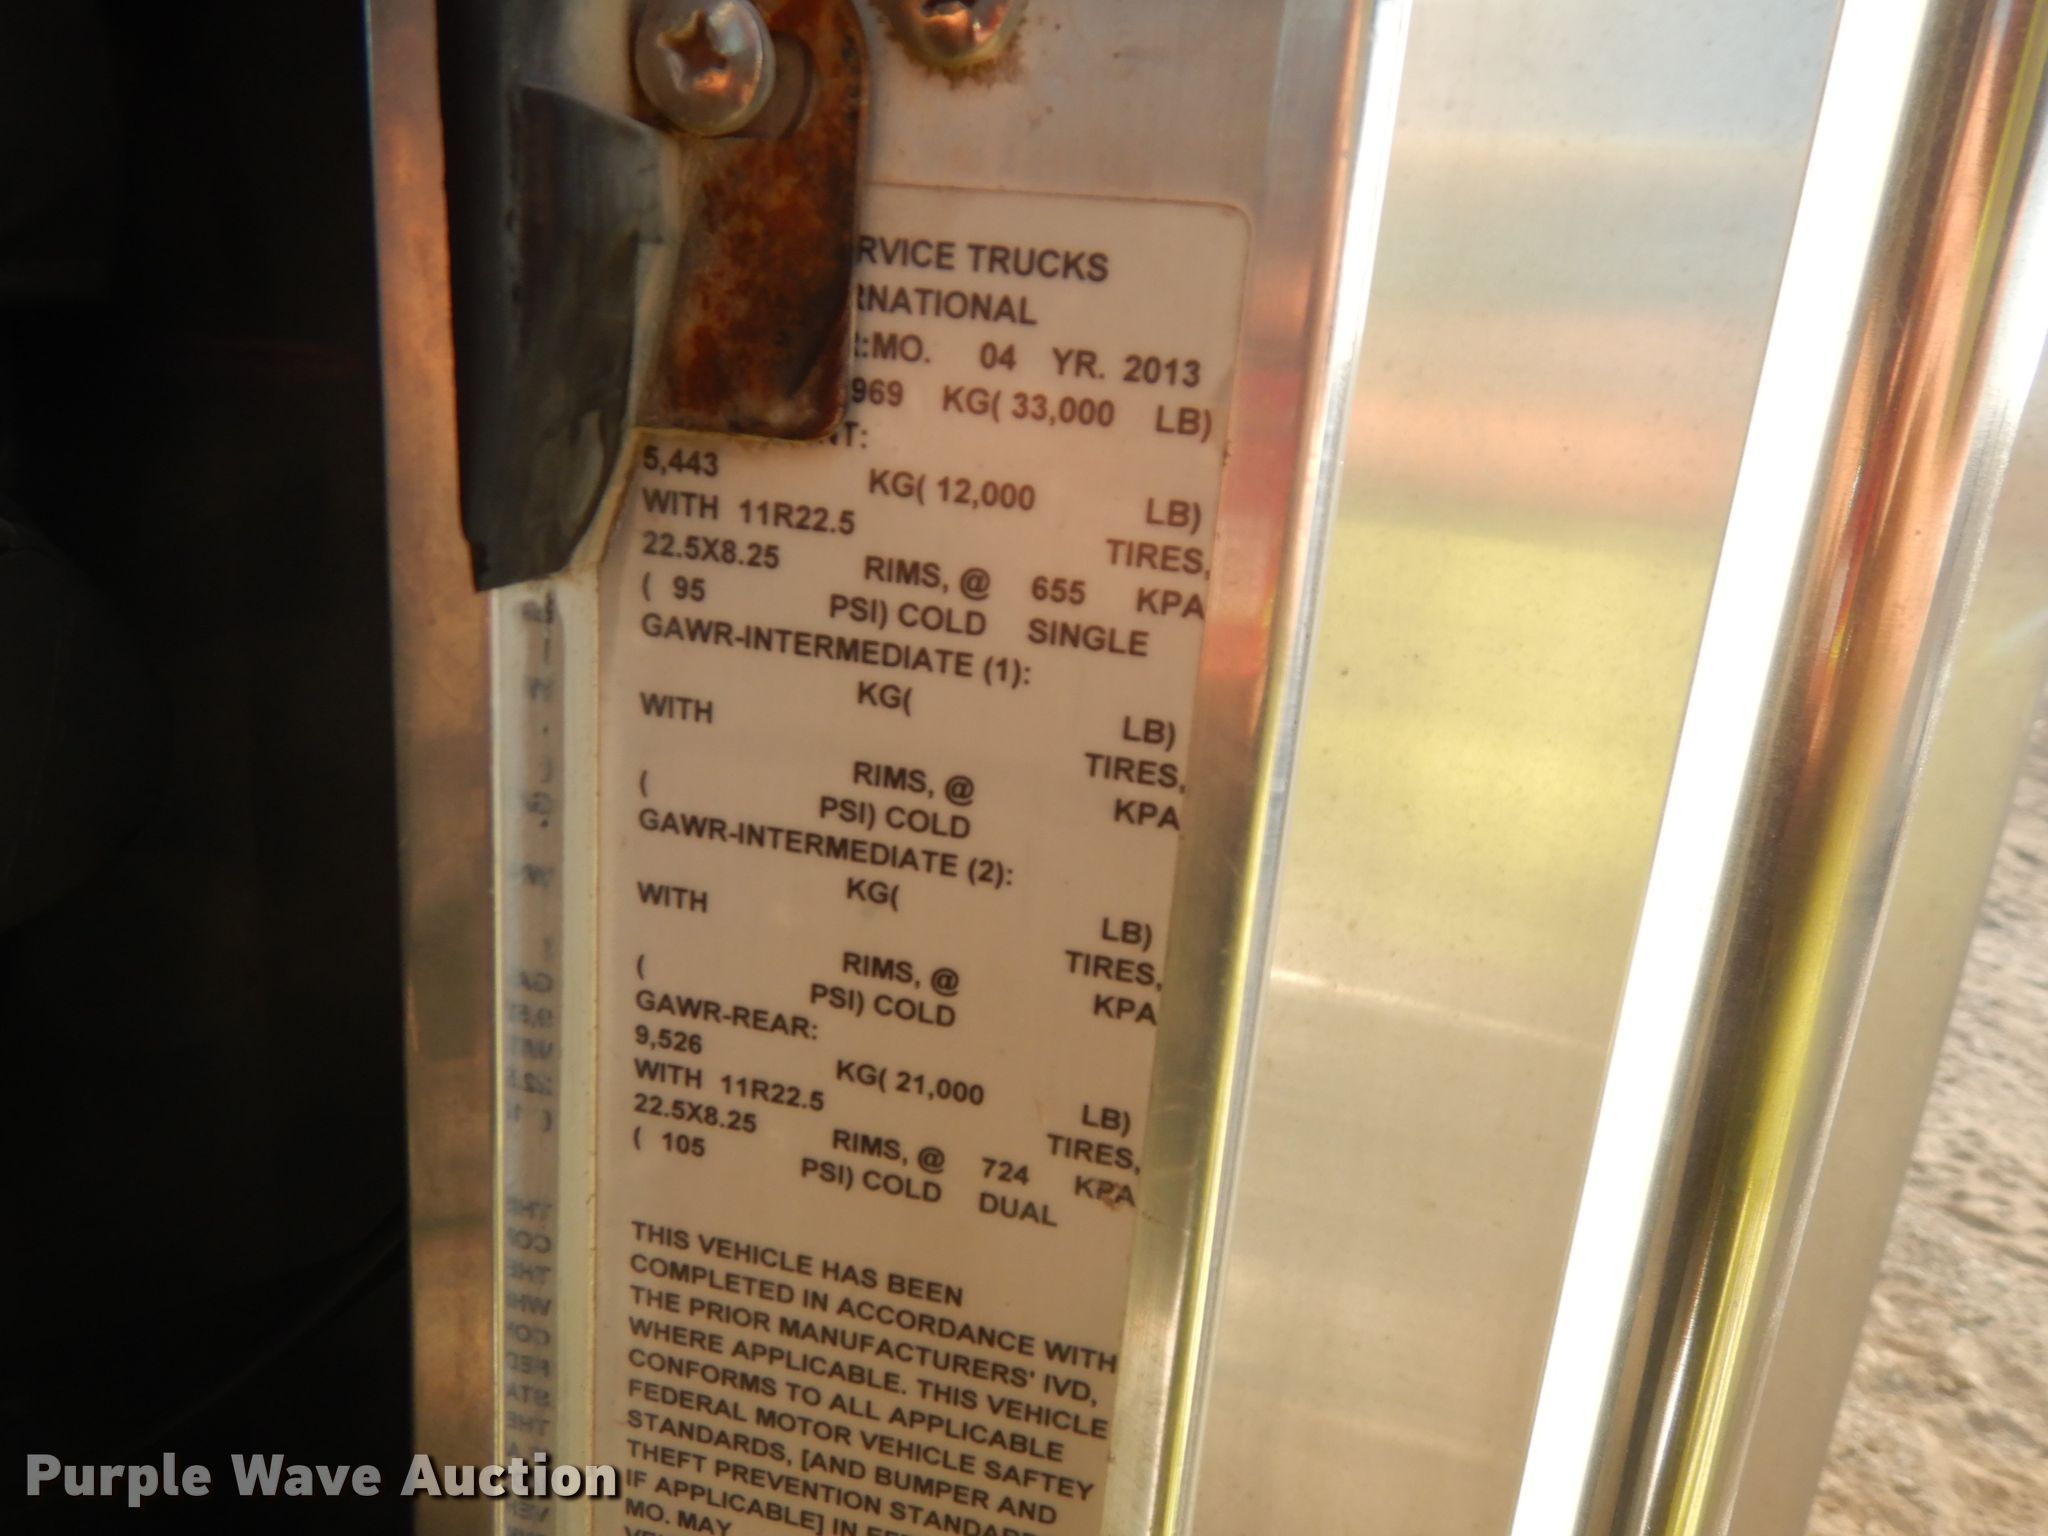 RVICE TRUCKS
RNATIONAL
R:MO. 04 YR. 2013
969 KG( 33,000 LB)
NT:
5,443 KG( 12,000 LB)
WITH 11R22.5 TIRES,
22.5X8.25 RIMS, @ 655 KPA
( 95 PSI) COLD SINGLE
GAWR-INTERMEDIATE (1):
KG( LB)
WITH TIRES,
RIMS, @ KPA
( PSI) COLD
GAWR-INTERMEDIATE (2):
KG( LB)
WITH TIRES,
RIMS, @ KPA
( PSI) COLD
GAWR-REAR:
9,526 KG( 21,000 LB)
WITH 11R22.5 TIRES,
22.5X8.25 RIMS, @ 724 KPA
( 105 PSI) COLD DUAL
THIS VEHICLE HAS BEEN
COMPLETED IN ACCORDANCE WITH
THE PRIOR MANUFACTURERS' IVD,
WHERE APPLICABLE. THIS VEHICLE
CONFORMS TO ALL APPLICABLE
FEDERAL MOTOR VEHICLE SAFTEY
STANDARDS, [AND BUMPER AND
THEFT PREVENTION STANDARD
IF APPLICABLE] IN
MO. MAY
Purple Wave Auction